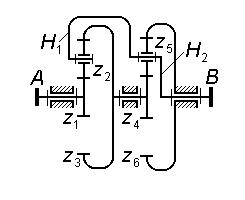 H₁ z₂ z₅ H₂
A B
z₁ z₄
z₃ z₆